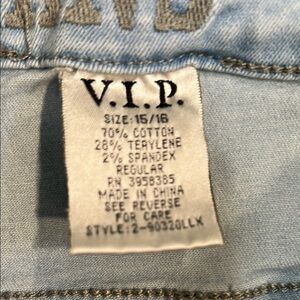 V.I.P.
SIZE: 15/16
70% COTTON
28% TERYLENE
2% SPANDEX
REGULAR
RN 3958385
MADE IN CHINA
SEE REVERSE
FOR CARE
STYLE: 2-90320LLX